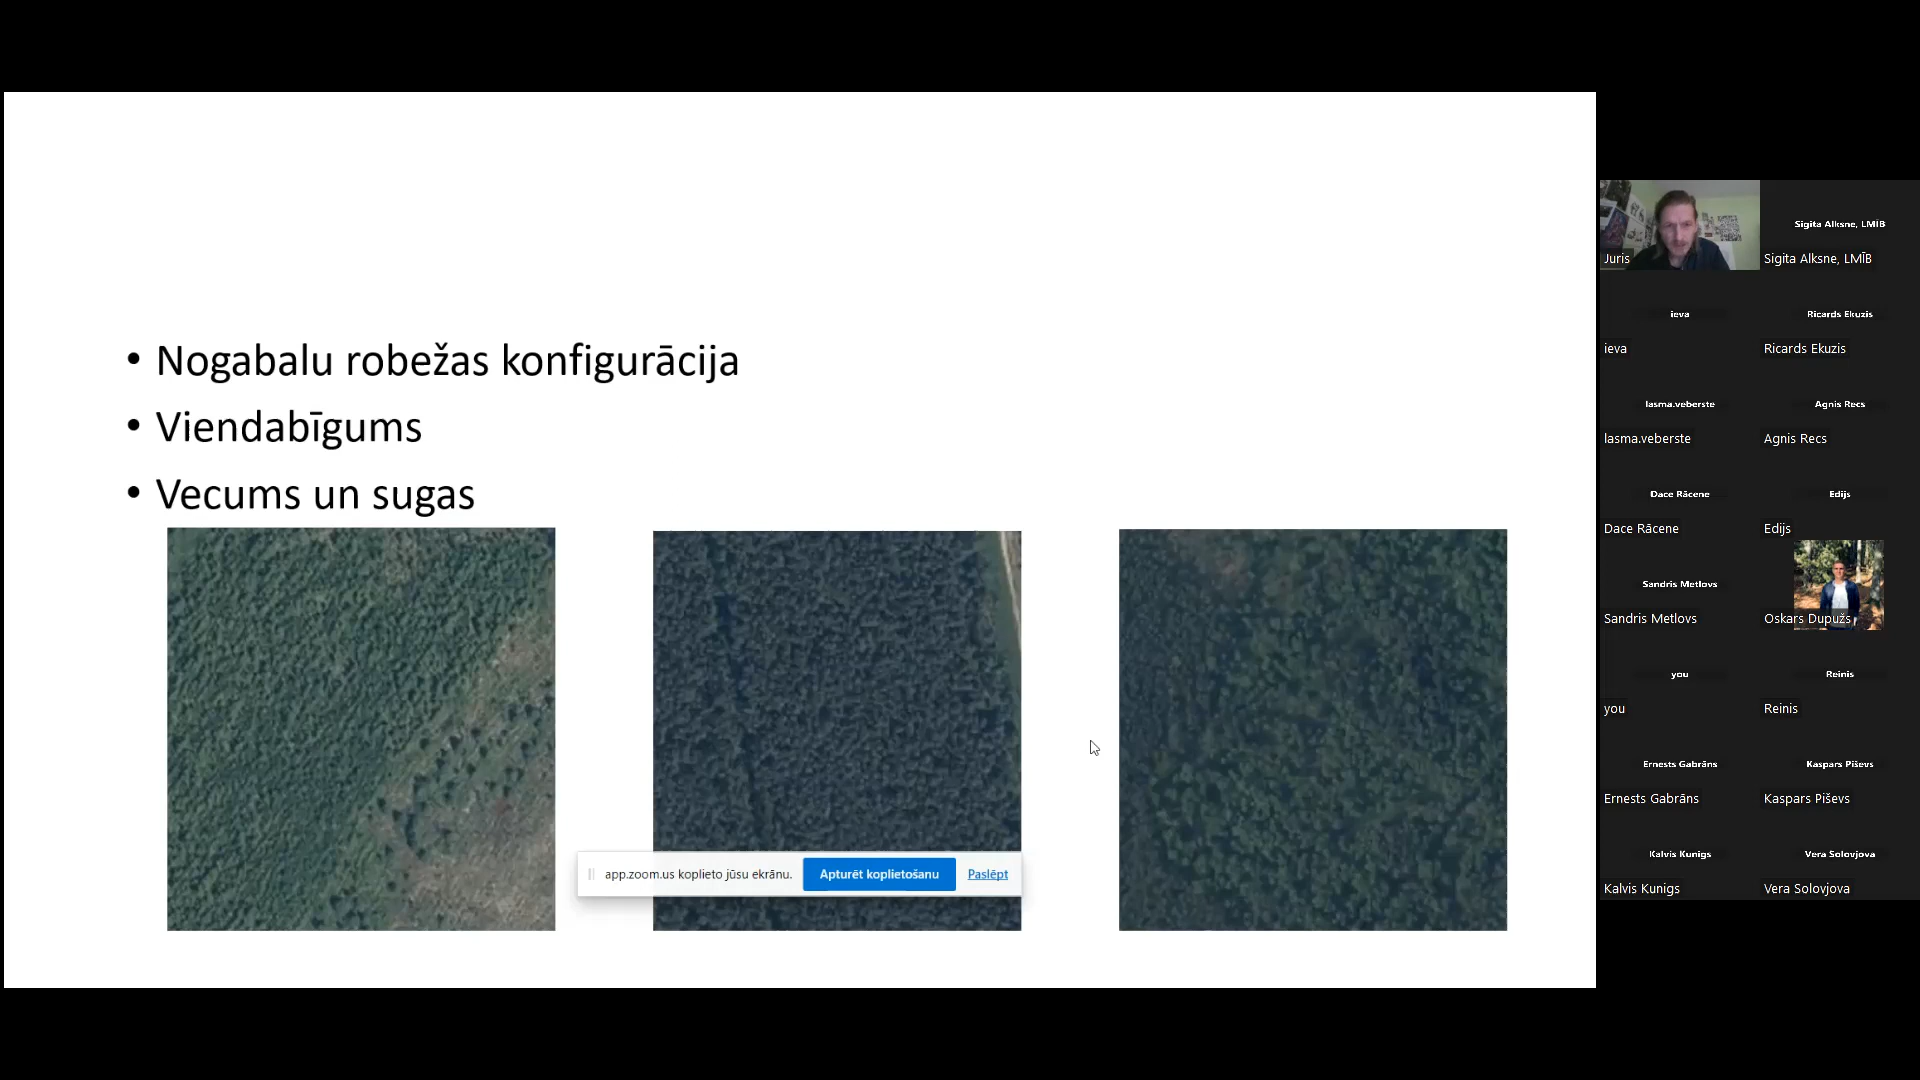 • Nogabalu robežas konfigurācija
• Viendabīgums
• Vecums un sugas
app.zoom.us koplieto jūsu ekrānu. Apturēt koplietošanu Paslēpt
Juris
Sigita Alksne, LMĪB
Sigita Alksne, LMĪB
ieva
ieva
Ricards Ekuzis
Ricards Ekuzis
lasma.veberste
lasma.veberste
Agnis Recs
Agnis Recs
Dace Rācene
Dace Rācene
Edijs
Edijs
Sandris Metlovs
Sandris Metlovs
Oskars Dupužs
you
you
Reinis
Reinis
Ernests Gabrāns
Ernests Gabrāns
Kaspars Piševs
Kaspars Piševs
Kalvis Kunigs
Kalvis Kunigs
Vera Solovjova
Vera Solovjova